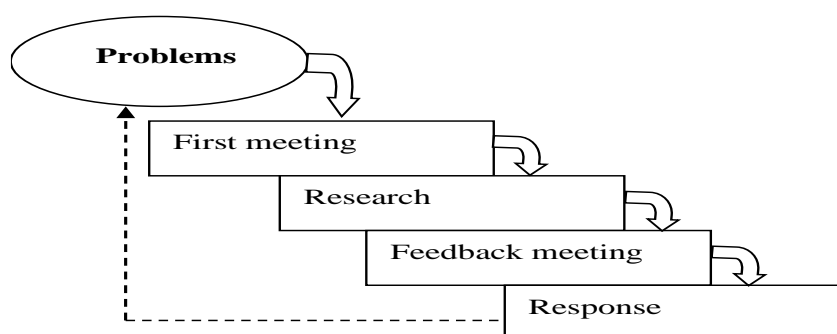 Problems
First meeting
Research
Feedback meeting
Response